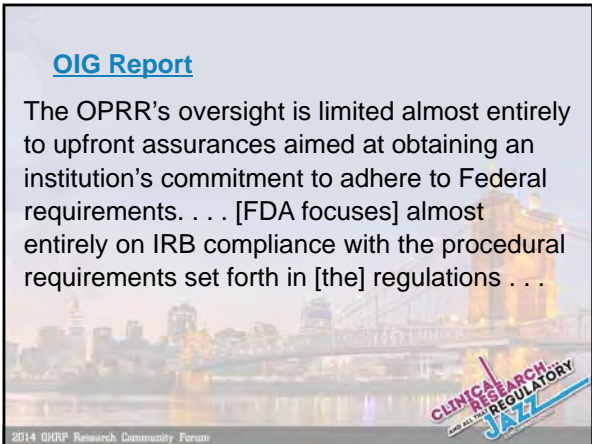 OIG Report
The OPRR's oversight is limited almost entirely
to upfront assurances aimed at obtaining an
institution's commitment to adhere to Federal
requirements. . . . [FDA focuses] almost
entirely on IRB compliance with the procedural
requirements set forth in [the] regulations . . .
CLINICAL
RESEARCH...
AND ALL THAT REGULATORY
JAZZ
2014 OHRP Research Community Forum